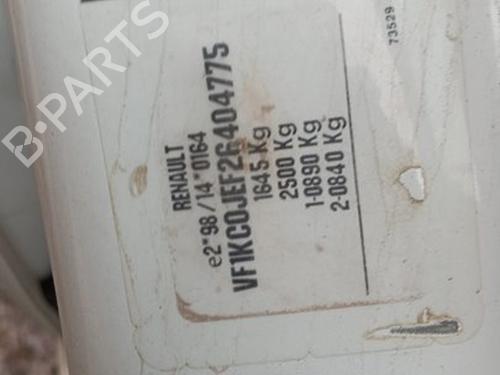 RENAULT
e2*98/14*0164
VF1KC0JEF26404775
1645 Kg
2500 Kg
1-0890 Kg
2-0840 Kg
73529
B-PARTS